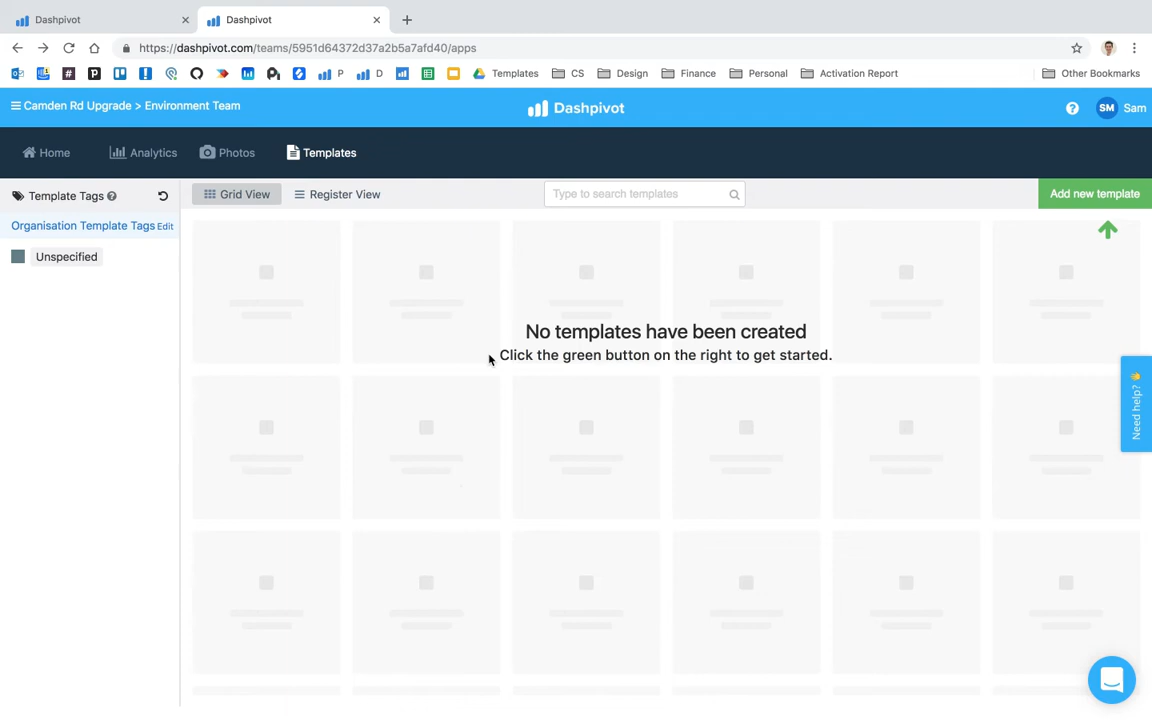 Dashpivot
Dashpivot
https://dashpivot.com/teams/5951d64372d37a2b5a7afd40/apps
P D Templates CS Design Finance Personal Activation Report Other Bookmarks
Camden Rd Upgrade > Environment Team
Dashpivot
? SM Sam
Home Analytics Photos Templates
Template Tags ?
Grid View Register View
Type to search templates
Add new template
Organisation Template Tags Edit
Unspecified
No templates have been created
Click the green button on the right to get started.
Need help? 👋